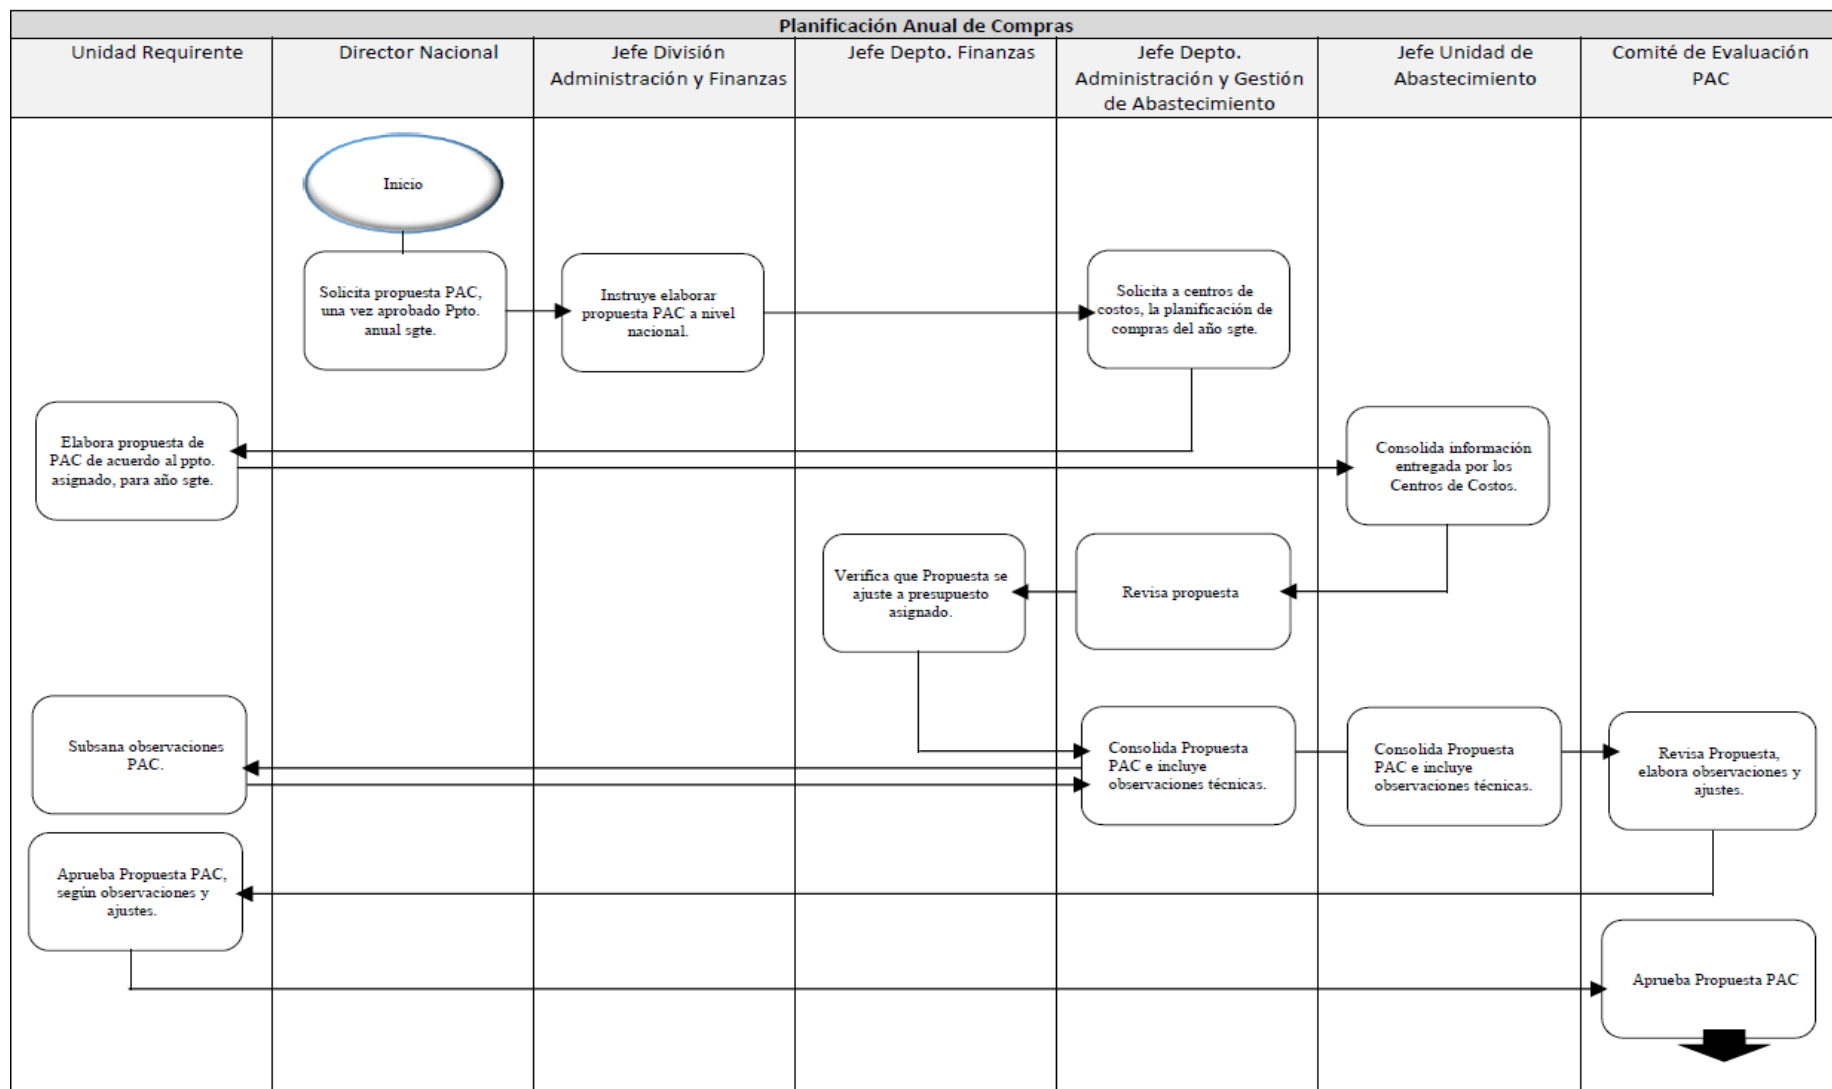 Planificación Anual de Compras
Unidad Requirente
Director Nacional
Jefe División
Administración y Finanzas
Jefe Depto. Finanzas
Jefe Depto.
Administración y Gestión
de Abastecimiento
Jefe Unidad de
Abastecimiento
Comité de Evaluación
PAC
Inicio
Solicita propuesta PAC,
una vez aprobado Ppto.
anual sgte.
Instruye elaborar
propuesta PAC a nivel
nacional.
Solicita a centros de
costos, la planificación de
compras del año sgte.
Elabora propuesta de
PAC de acuerdo al ppto.
asignado, para año sgte.
Consolida información
entregada por los
Centros de Costos.
Verifica que Propuesta se
ajuste a presupuesto
asignado.
Revisa propuesta
Subsana observaciones
PAC.
Consolida Propuesta
PAC e incluye
observaciones técnicas.
Consolida Propuesta
PAC e incluye
observaciones técnicas.
Revisa Propuesta,
elabora observaciones y
ajustes.
Aprueba Propuesta PAC,
según observaciones y
ajustes.
Aprueba Propuesta PAC